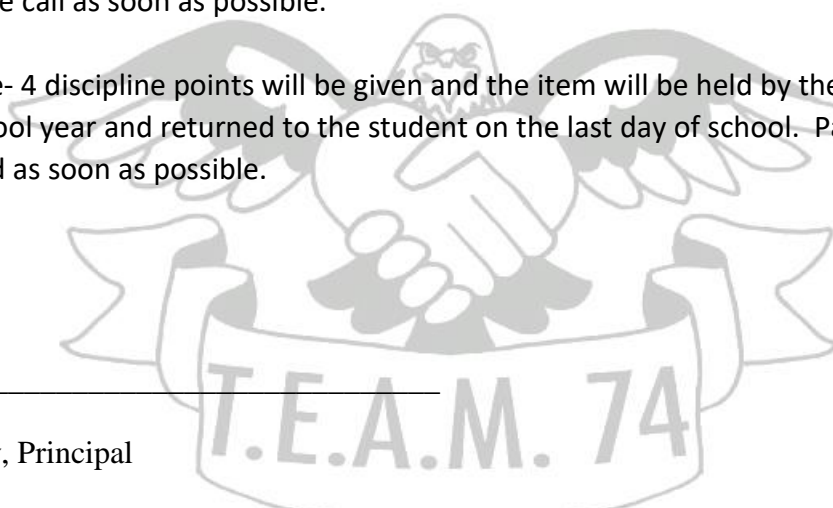 e call as soon as possible.
e- 4 discipline points will be given and the item will be held by the
ool year and returned to the student on the last day of school. Pa
d as soon as possible.
, Principal
T.E.A.M. 74